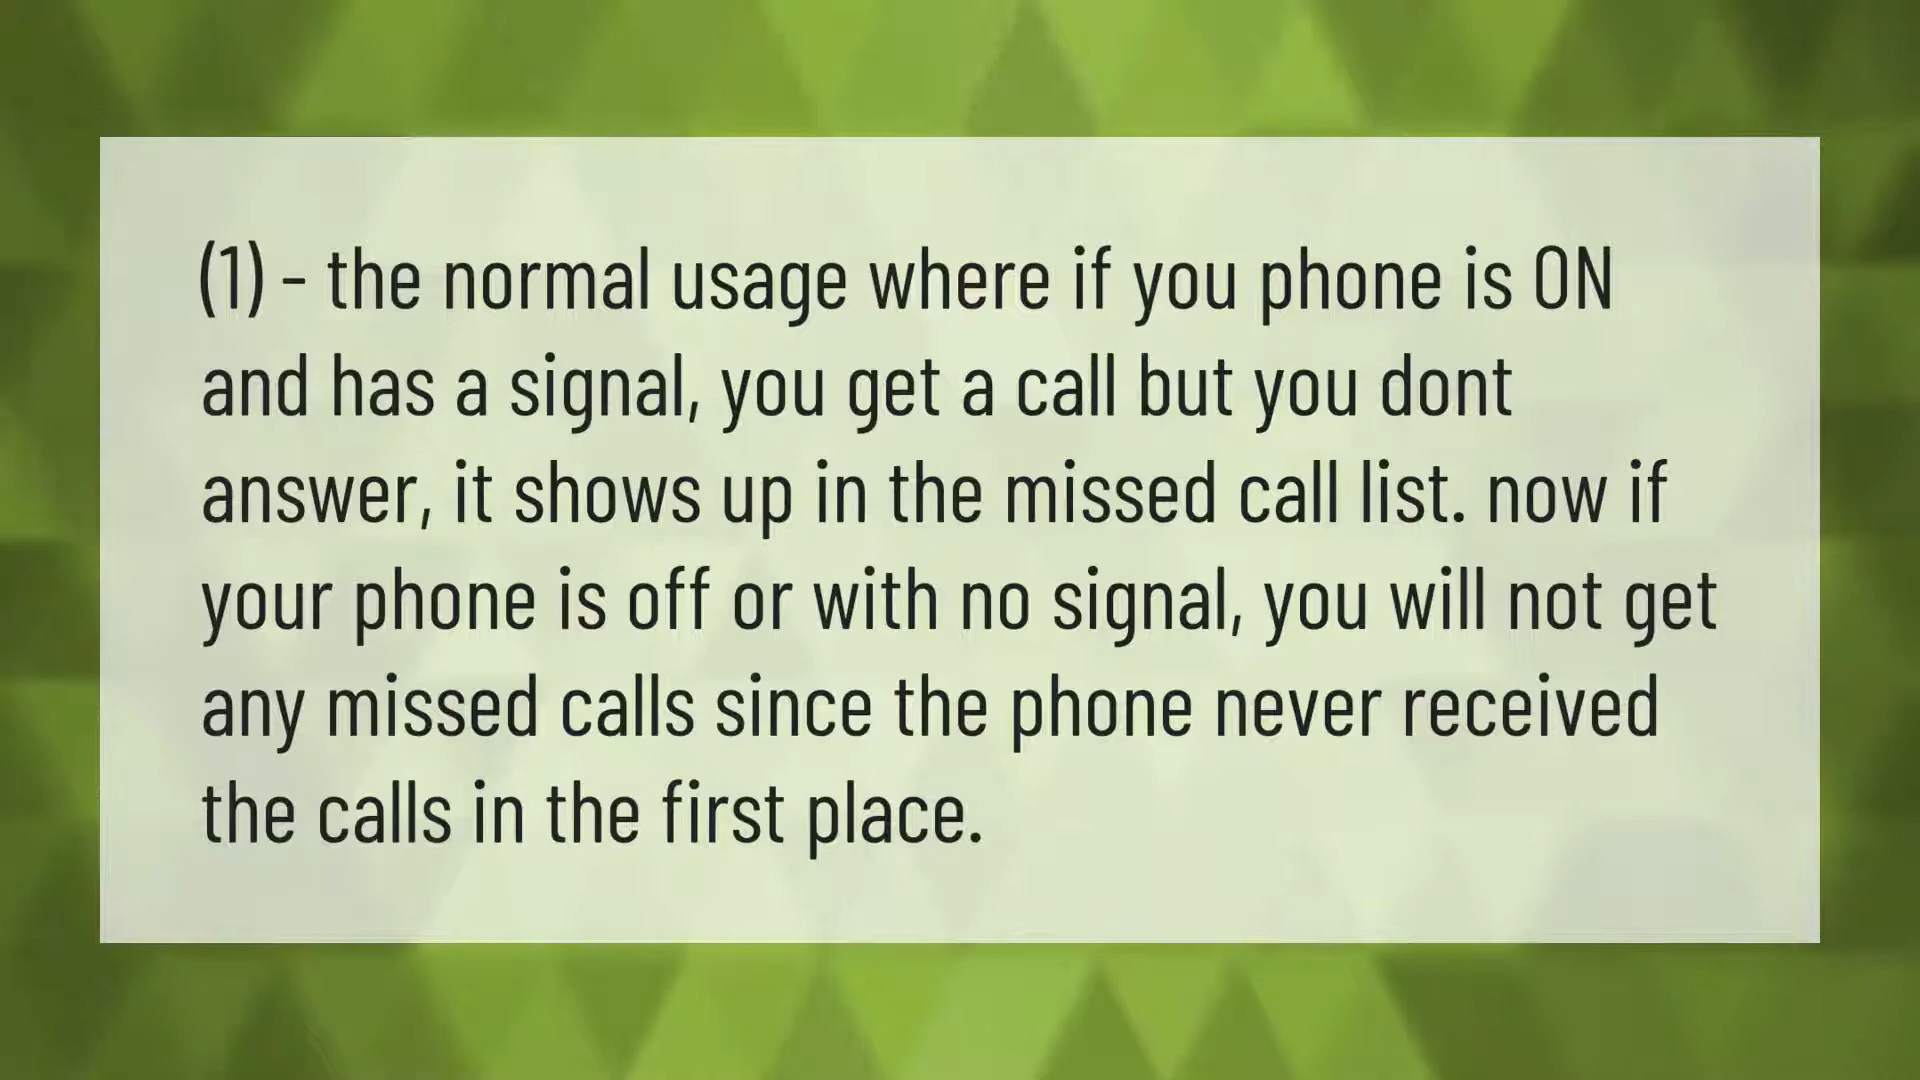 (1) - the normal usage where if you phone is ON
and has a signal, you get a call but you dont
answer, it shows up in the missed call list. now if
your phone is off or with no signal, you will not get
any missed calls since the phone never received
the calls in the first place.